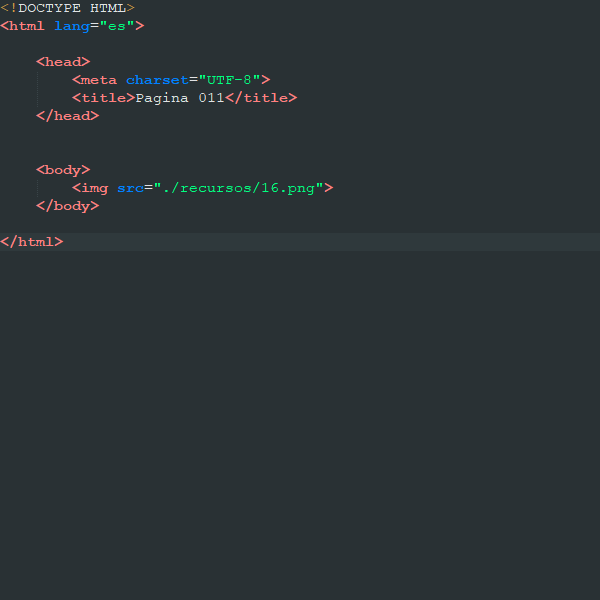 <!DOCTYPE HTML>
<html lang="es">
<head>
<meta charset="UTF-8">
<title>Pagina 011</title>
</head>
<body>
<img src="./recursos/16.png">
</body>
</html>